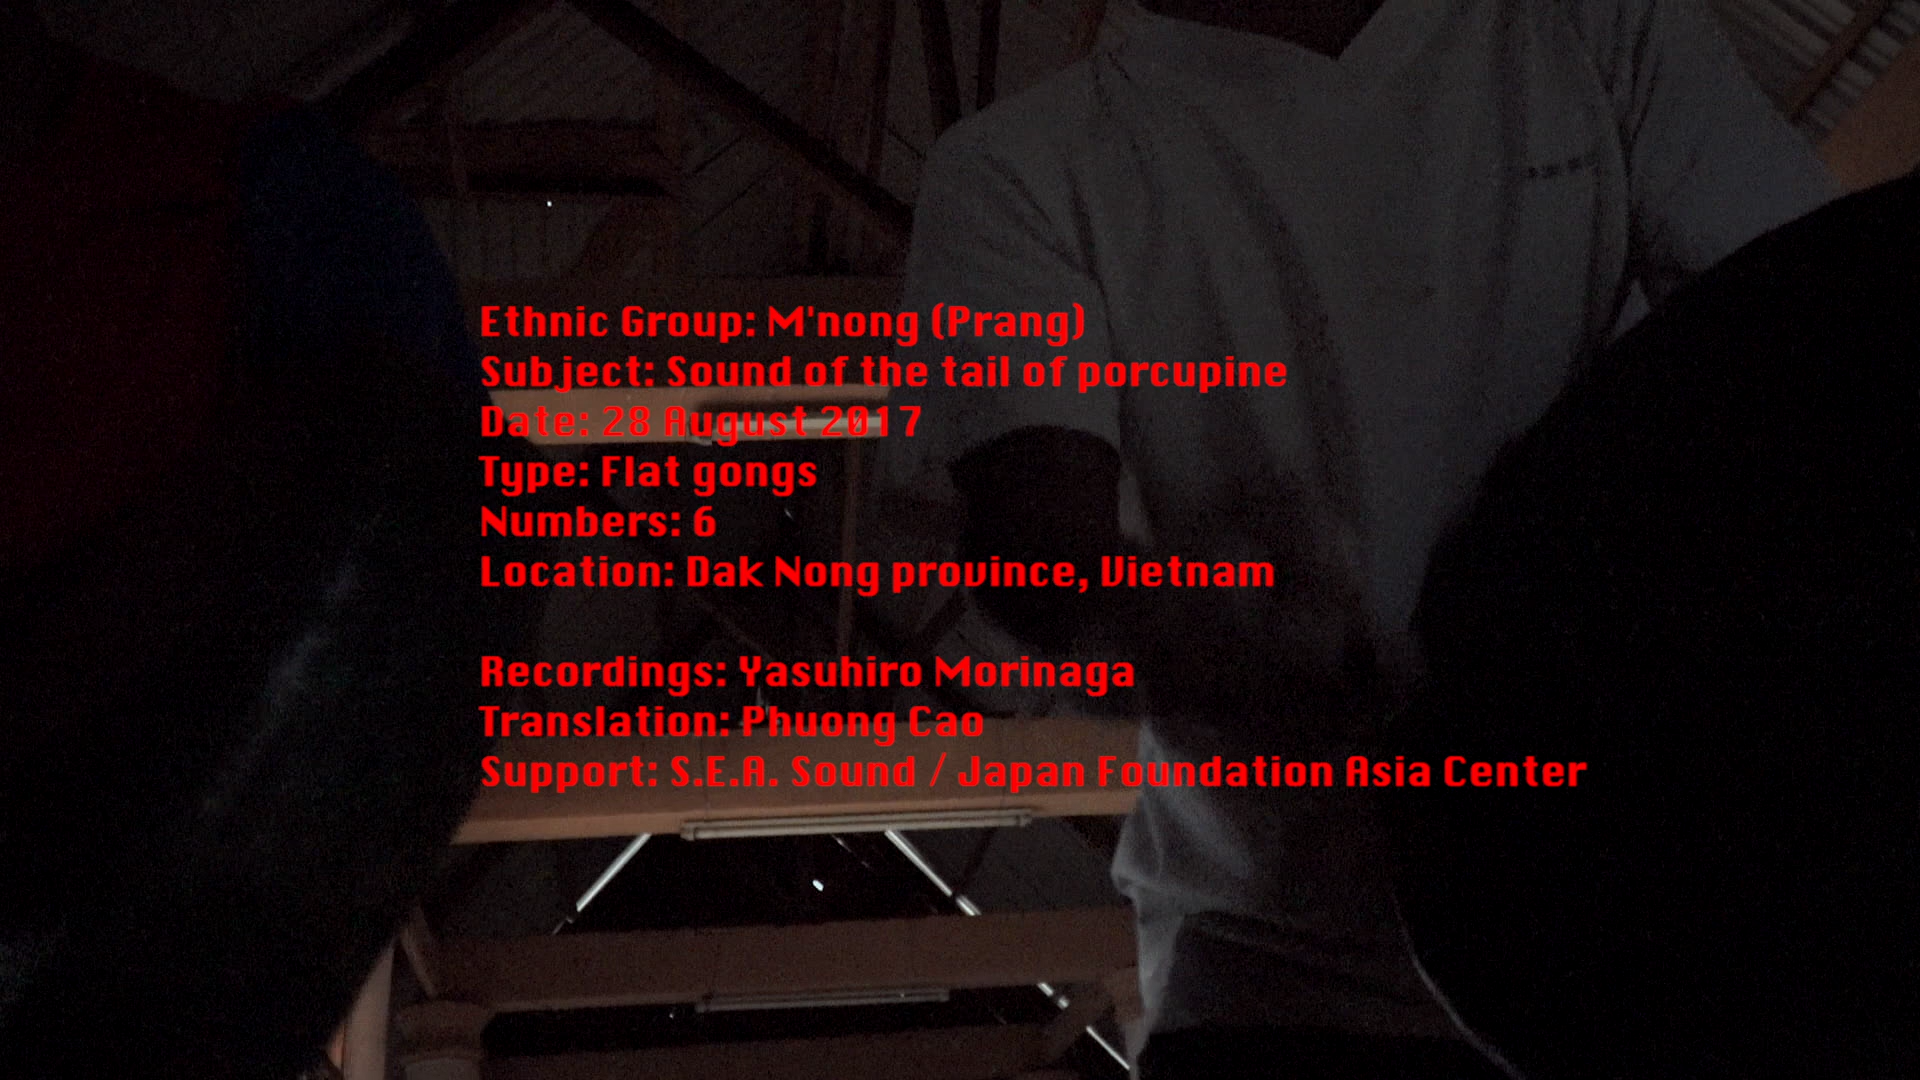 Ethnic Group: M'nong (Prang)
Subject: Sound of the tail of porcupine
Date: 28 August 2017
Type: Flat gongs
Numbers: 6
Location: Dak Nong province, Vietnam
Recordings: Yasuhiro Morinaga
Translation: Phuong Cao
Support: S.E.A. Sound / Japan Foundation Asia Center